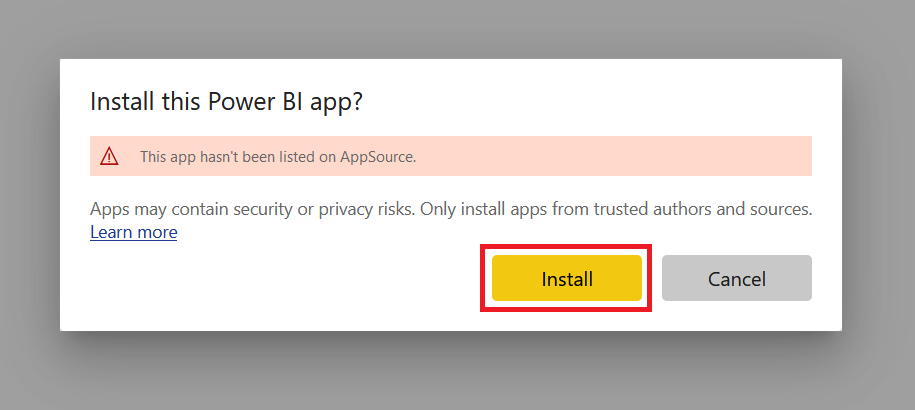 Install this Power BI app?
This app hasn't been listed on AppSource.
Apps may contain security or privacy risks. Only install apps from trusted authors and sources.
Learn more
Install
Cancel